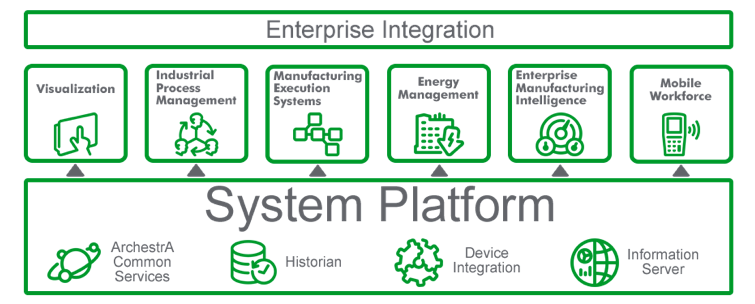 Enterprise Integration
Visualization
Industrial
Process
Management
Manufacturing
Execution
Systems
Energy
Management
Enterprise
Manufacturing
Intelligence
Mobile
Workforce
System Platform
ArchestrA
Common
Services
Historian
Device
Integration
Information
Server